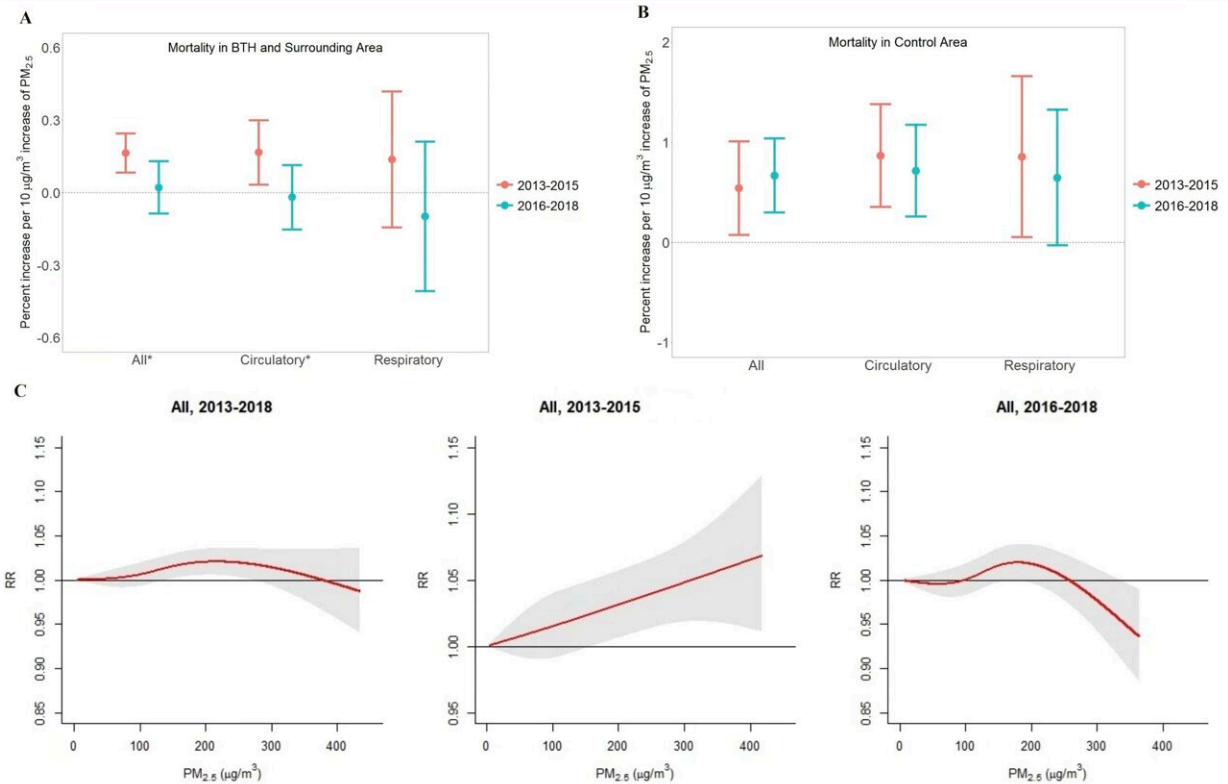 A
Mortality in BTH and Surrounding Area
Percent increase per 10 μg/m³ increase of PM₂.₅
0.6
0.3
0.0
-0.3
-0.6
All*
Circulatory*
Respiratory
2013-2015
2016-2018
B
Mortality in Control Area
Percent increase per 10 μg/m³ increase of PM₂.₅
2
1
0
-1
All
Circulatory
Respiratory
2013-2015
2016-2018
C
All, 2013-2018
RR
1.15
1.10
1.05
1.00
0.95
0.90
0.85
0 100 200 300 400
PM₂.₅ (μg/m³)
All, 2013-2015
RR
1.15
1.10
1.05
1.00
0.95
0 100 200 300 400
PM₂.₅ (μg/m³)
All, 2016-2018
RR
1.15
1.10
1.05
1.00
0.95
0.90
0.85
0 100 200 300 400
PM₂.₅ (μg/m³)